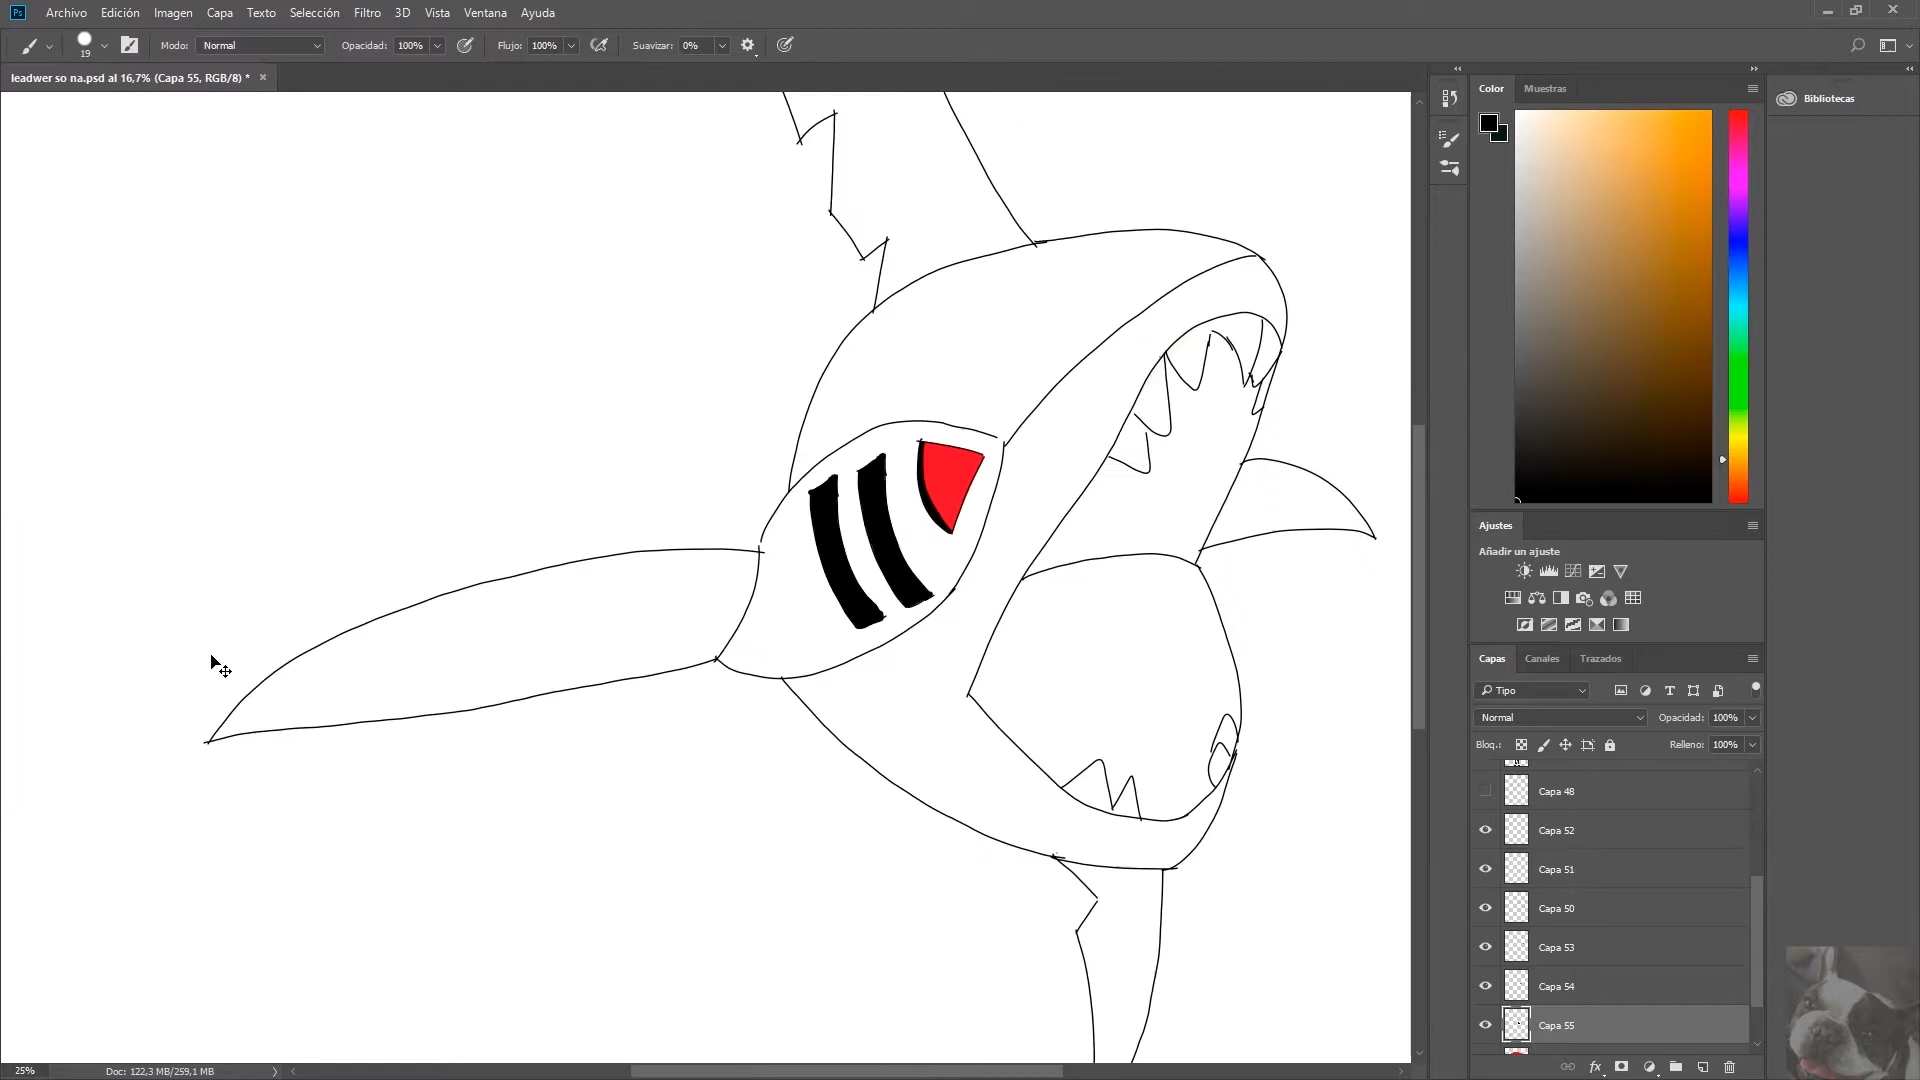 Ps Archivo Edición Imagen Capa Texto Selección Filtro 3D Vista Ventana Ayuda
19 Modo: Normal Opacidad: 100% Flujo: 100% Suavizar: 0%
leadwer so na.psd al 16,7% (Capa 55, RGB/8) *
Color Muestras
Bibliotecas
Ajustes
Añadir un ajuste
Capas Canales Trazados
Tipo
Normal Opacidad: 100%
Bloq.: Relleno: 100%
Capa 48
Capa 52
Capa 51
Capa 50
Capa 53
Capa 54
Capa 55
fx
25% Doc: 122,3 MB/259,1 MB